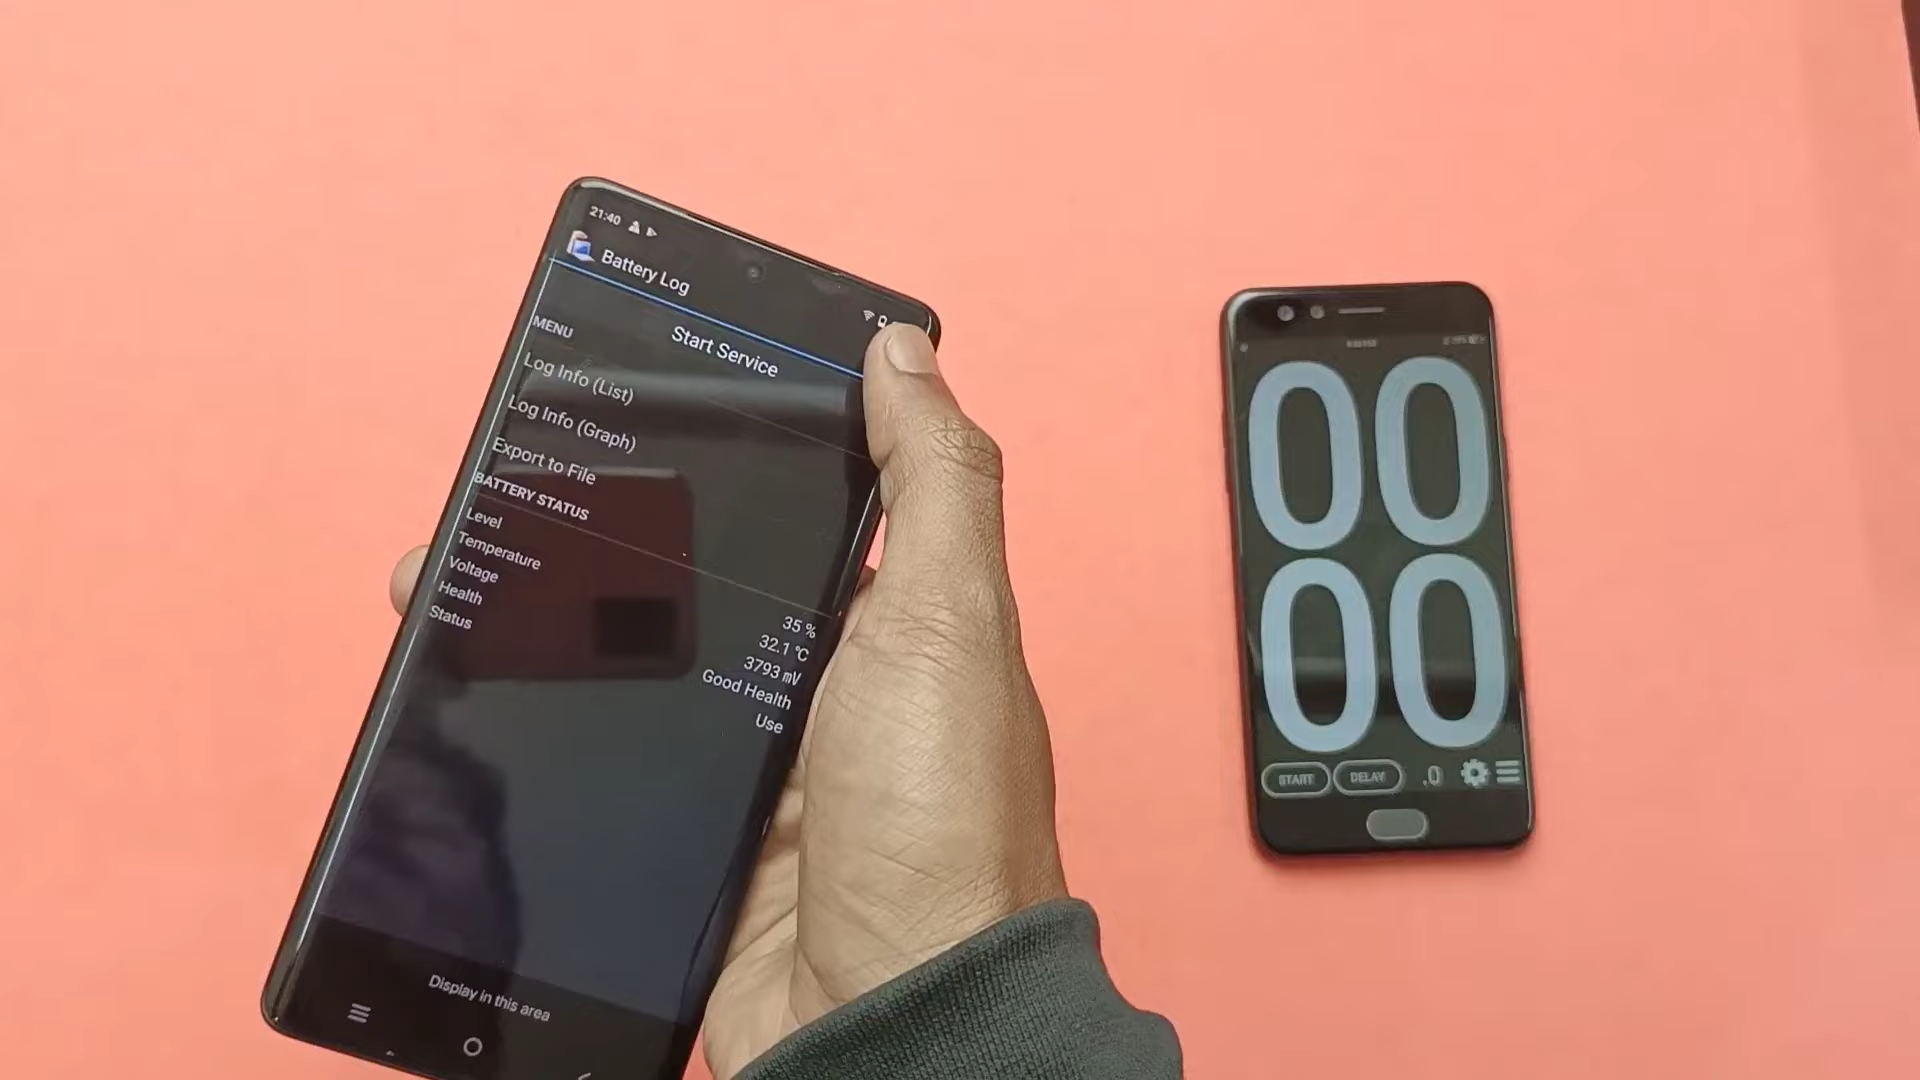 21:40
Battery Log
Start Service
MENU
Log Info (List)
Log Info (Graph)
Export to File
BATTERY STATUS
Level 35 %
Temperature 32.1 °C
Voltage 3793 mV
Health Good Health
Status Use
Display in this area
00
00
START DELAY .0